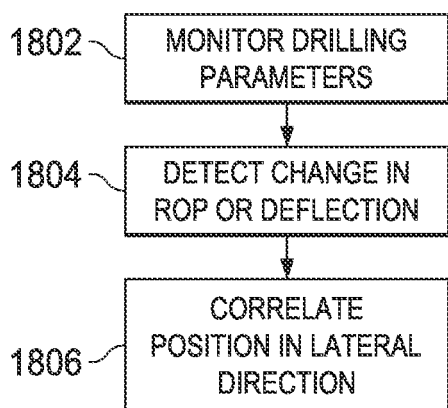 1802
MONITOR DRILLING
PARAMETERS
1804
DETECT CHANGE IN
ROP OR DEFLECTION
1806
CORRELATE
POSITION IN LATERAL
DIRECTION